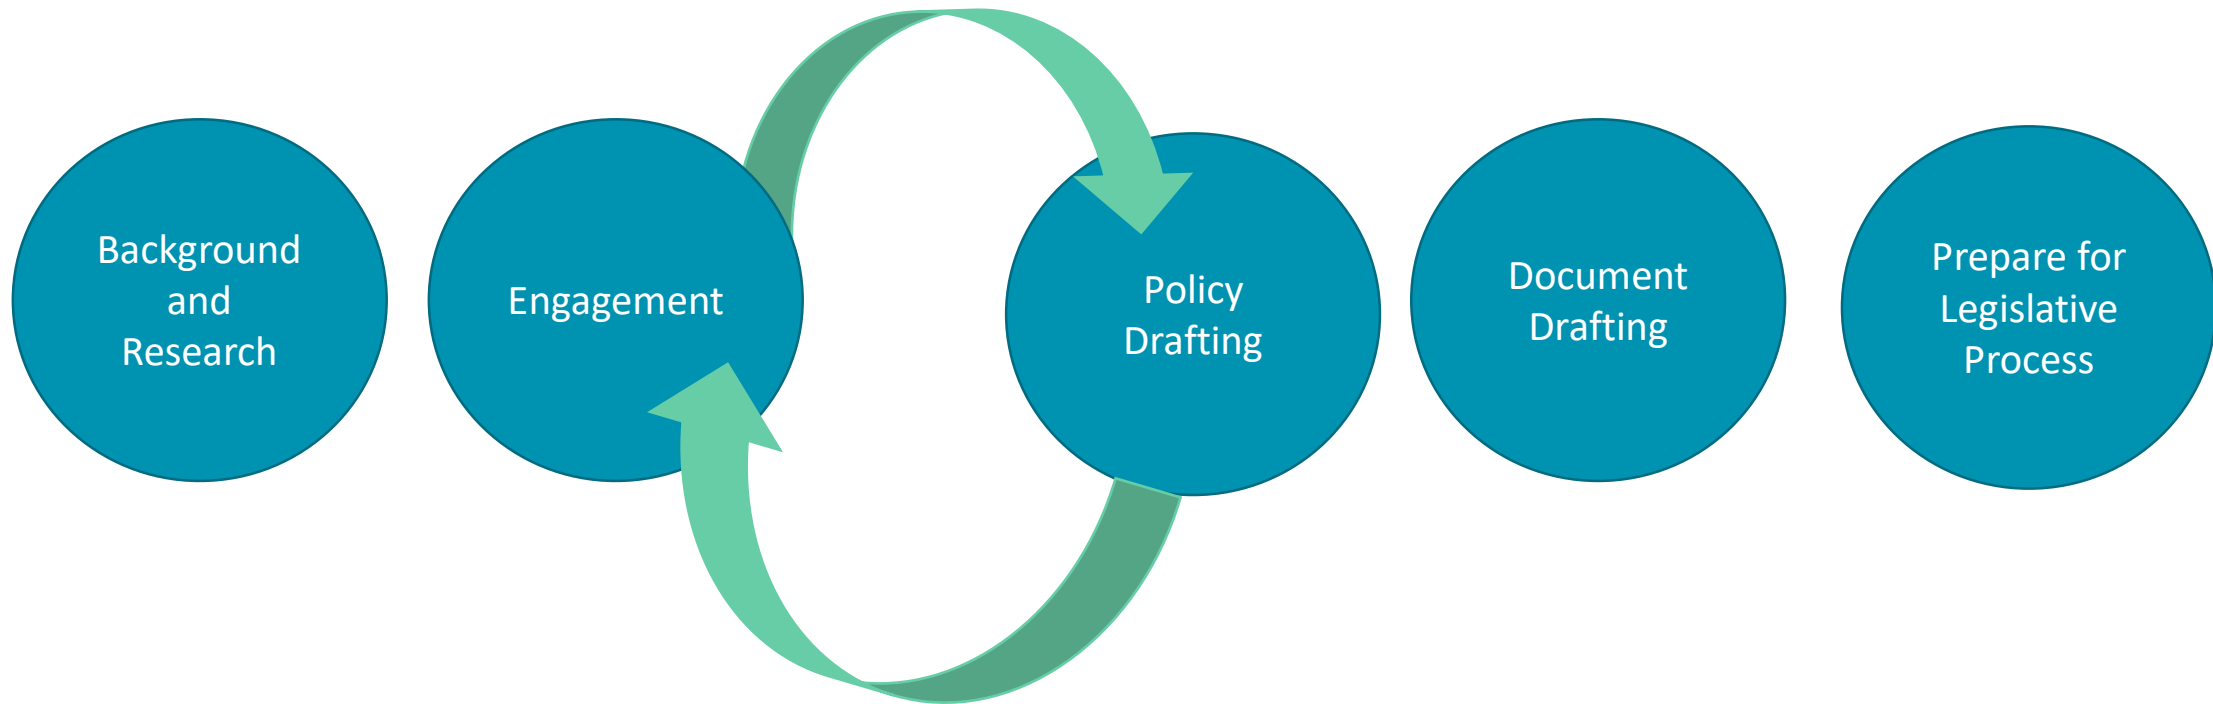 Background
and
Research
Engagement
Policy
Drafting
Document
Drafting
Prepare for
Legislative
Process